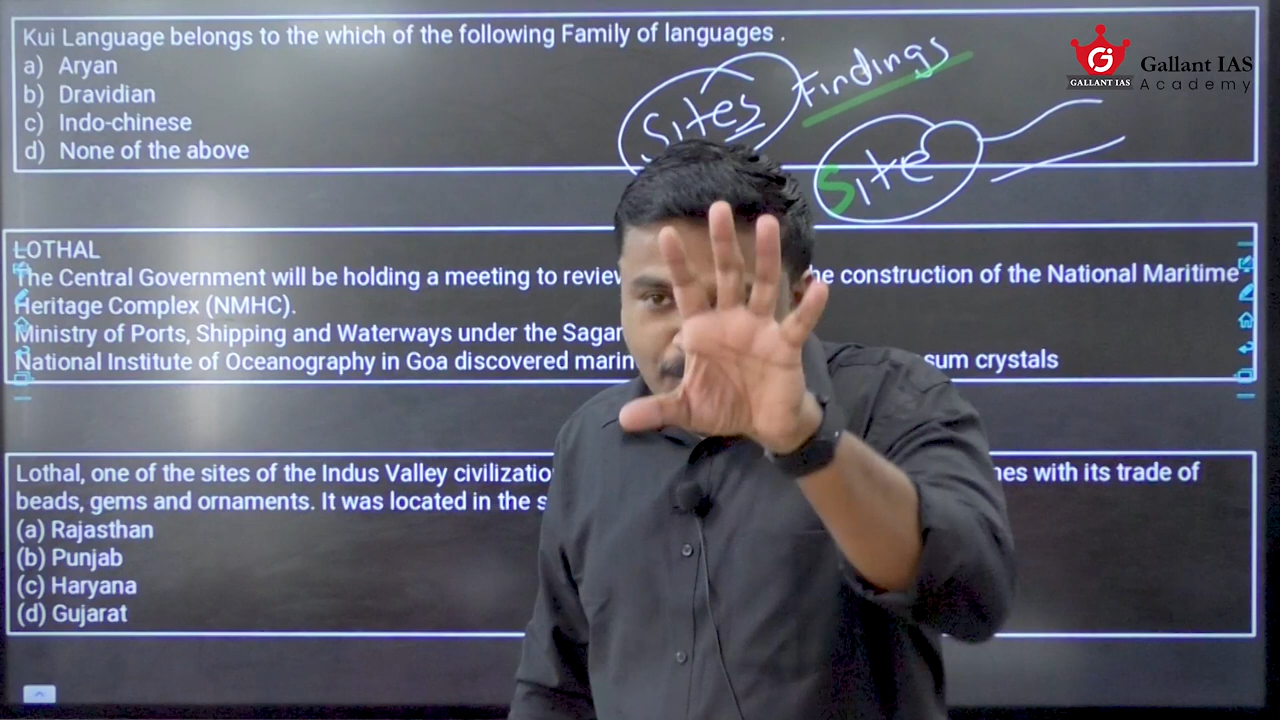 Kui Language belongs to the which of the following Family of languages .
a) Aryan
b) Dravidian
c) Indo-chinese
d) None of the above
Sites Findings
Site
GALLANT IAS
Gallant IAS
Academy
LOTHAL
The Central Government will be holding a meeting to review he construction of the National Maritime
Heritage Complex (NMHC).
Ministry of Ports, Shipping and Waterways under the Sagar
National Institute of Oceanography in Goa discovered marin sum crystals
Lothal, one of the sites of the Indus Valley civilizatio nes with its trade of
beads, gems and ornaments. It was located in the s
(a) Rajasthan
(b) Punjab
(c) Haryana
(d) Gujarat